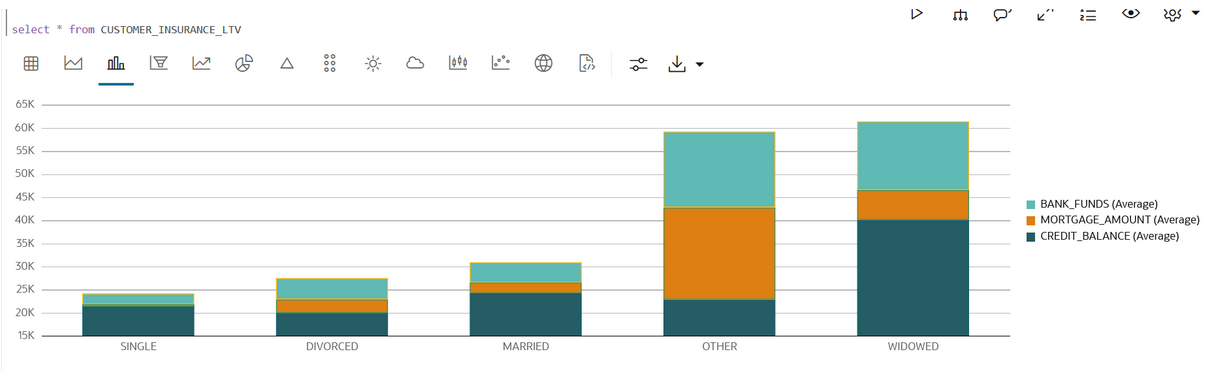 select * from CUSTOMER_INSURANCE_LTV
65K
60K
55K
50K
45K
40K
35K
30K
25K
20K
15K
SINGLE DIVORCED MARRIED OTHER WIDOWED
BANK_FUNDS (Average)
MORTGAGE_AMOUNT (Average)
CREDIT_BALANCE (Average)